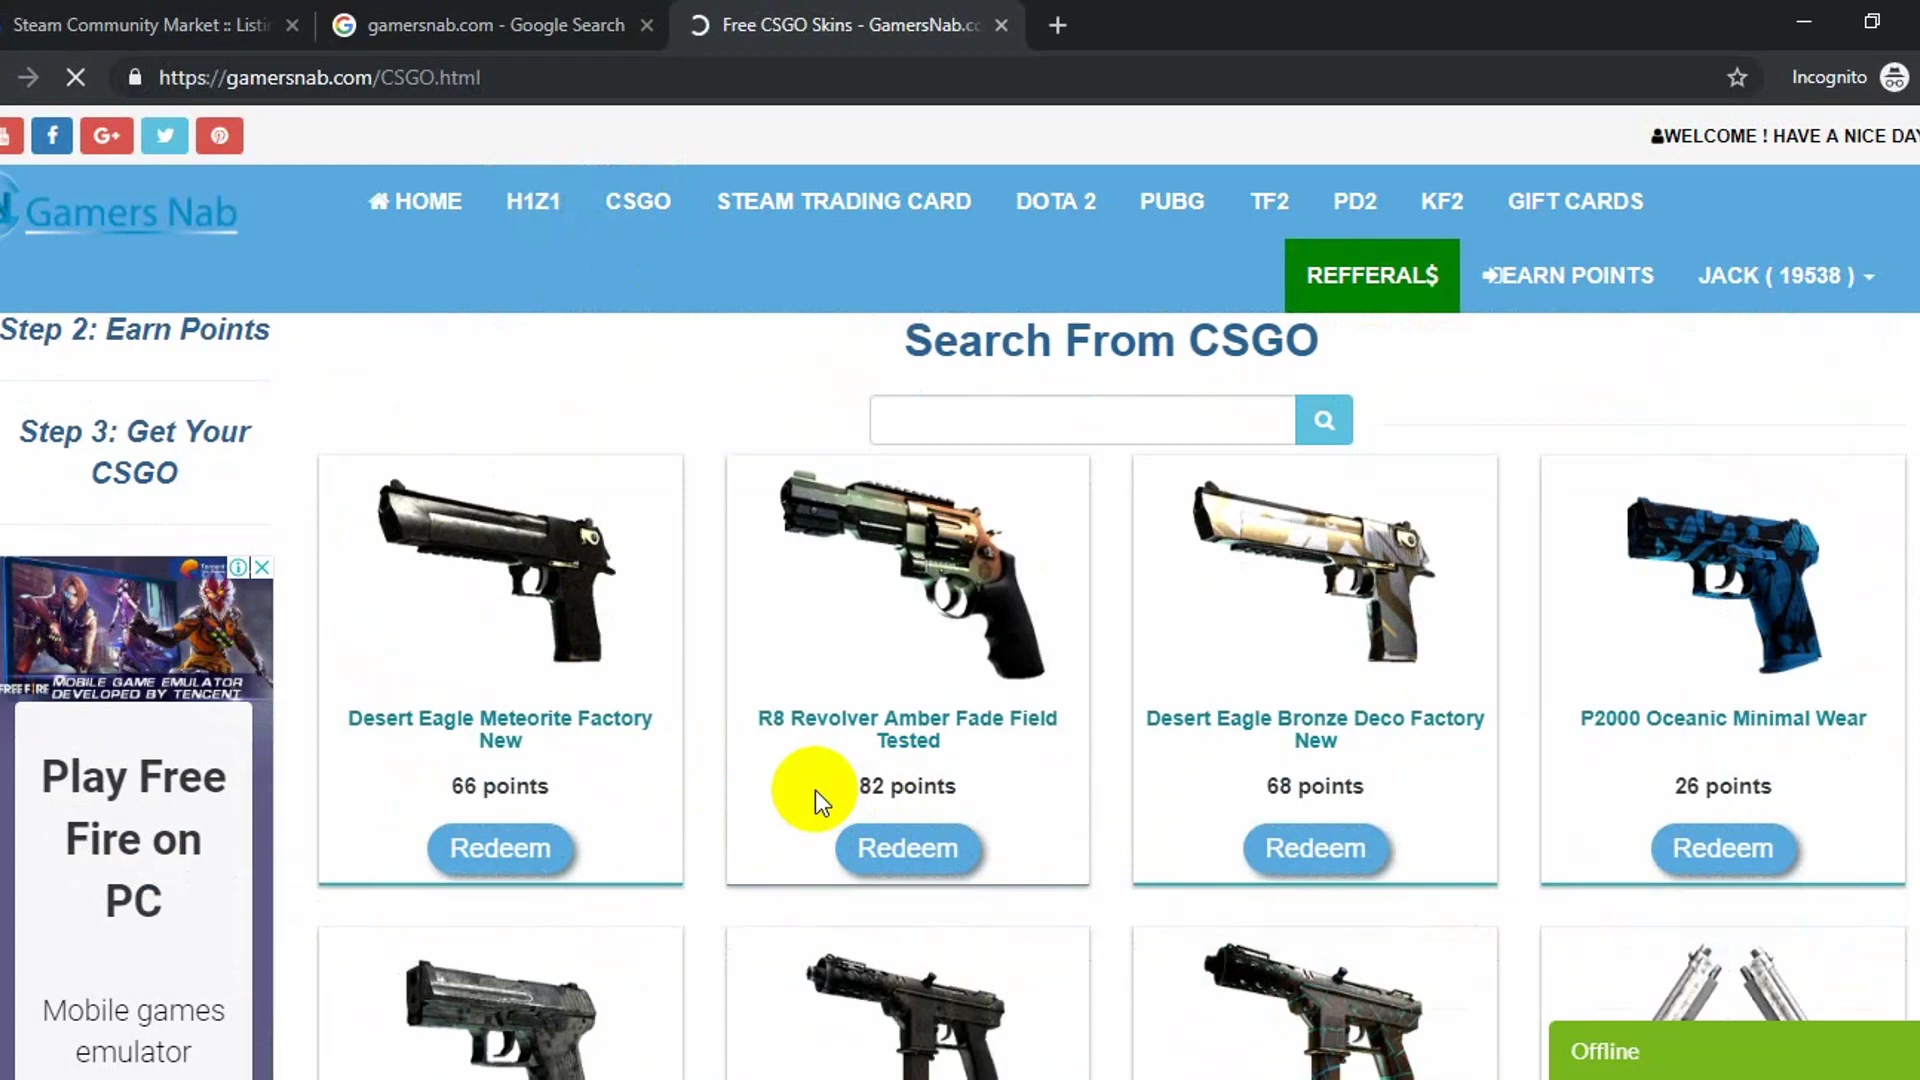 Steam Community Market :: Listi
gamersnab.com - Google Search
Free CSGO Skins - GamersNab.co
https://gamersnab.com/CSGO.html
Incognito
G+
WELCOME ! HAVE A NICE DAY
Gamers Nab
HOME
H1Z1
CSGO
STEAM TRADING CARD
DOTA 2
PUBG
TF2
PD2
KF2
GIFT CARDS
REFFERAL$
EARN POINTS
JACK ( 19538 )
Step 2: Earn Points
Step 3: Get Your
CSGO
Search From CSGO
Desert Eagle Meteorite Factory
New
66 points
Redeem
R8 Revolver Amber Fade Field
Tested
82 points
Redeem
Desert Eagle Bronze Deco Factory
New
68 points
Redeem
P2000 Oceanic Minimal Wear
26 points
Redeem
FREE FIRE
MOBILE GAME EMULATOR
DEVELOPED BY TENCENT
Play Free
Fire on
PC
Mobile games
emulator
Offline